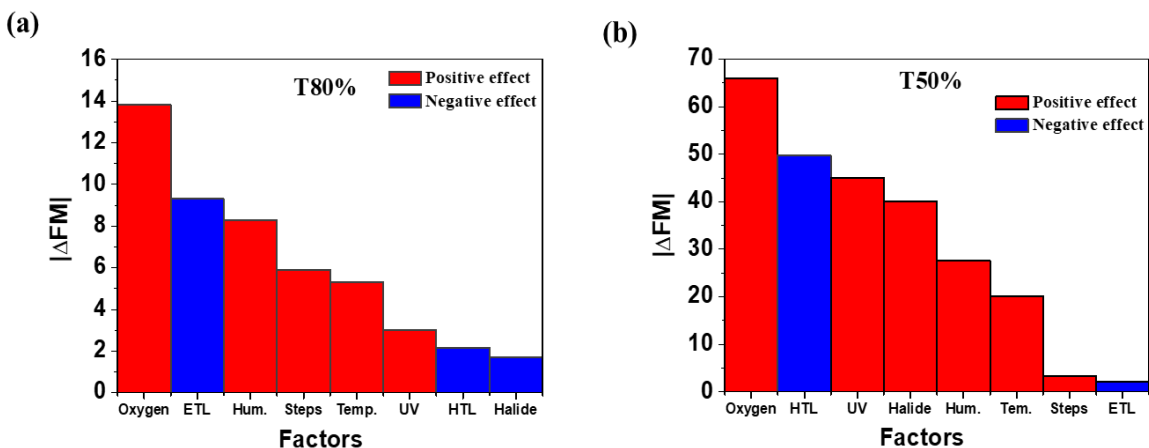 (a)
T80%
Positive effect
Negative effect
|ΔFM|
16
14
12
10
8
6
4
2
0
Oxygen ETL Hum. Steps Temp. UV HTL Halide
Factors
(b)
T50%
Positive effect
Negative effect
|ΔFM|
70
60
50
40
30
20
10
0
Oxygen HTL UV Halide Hum. Tem. Steps ETL
Factors